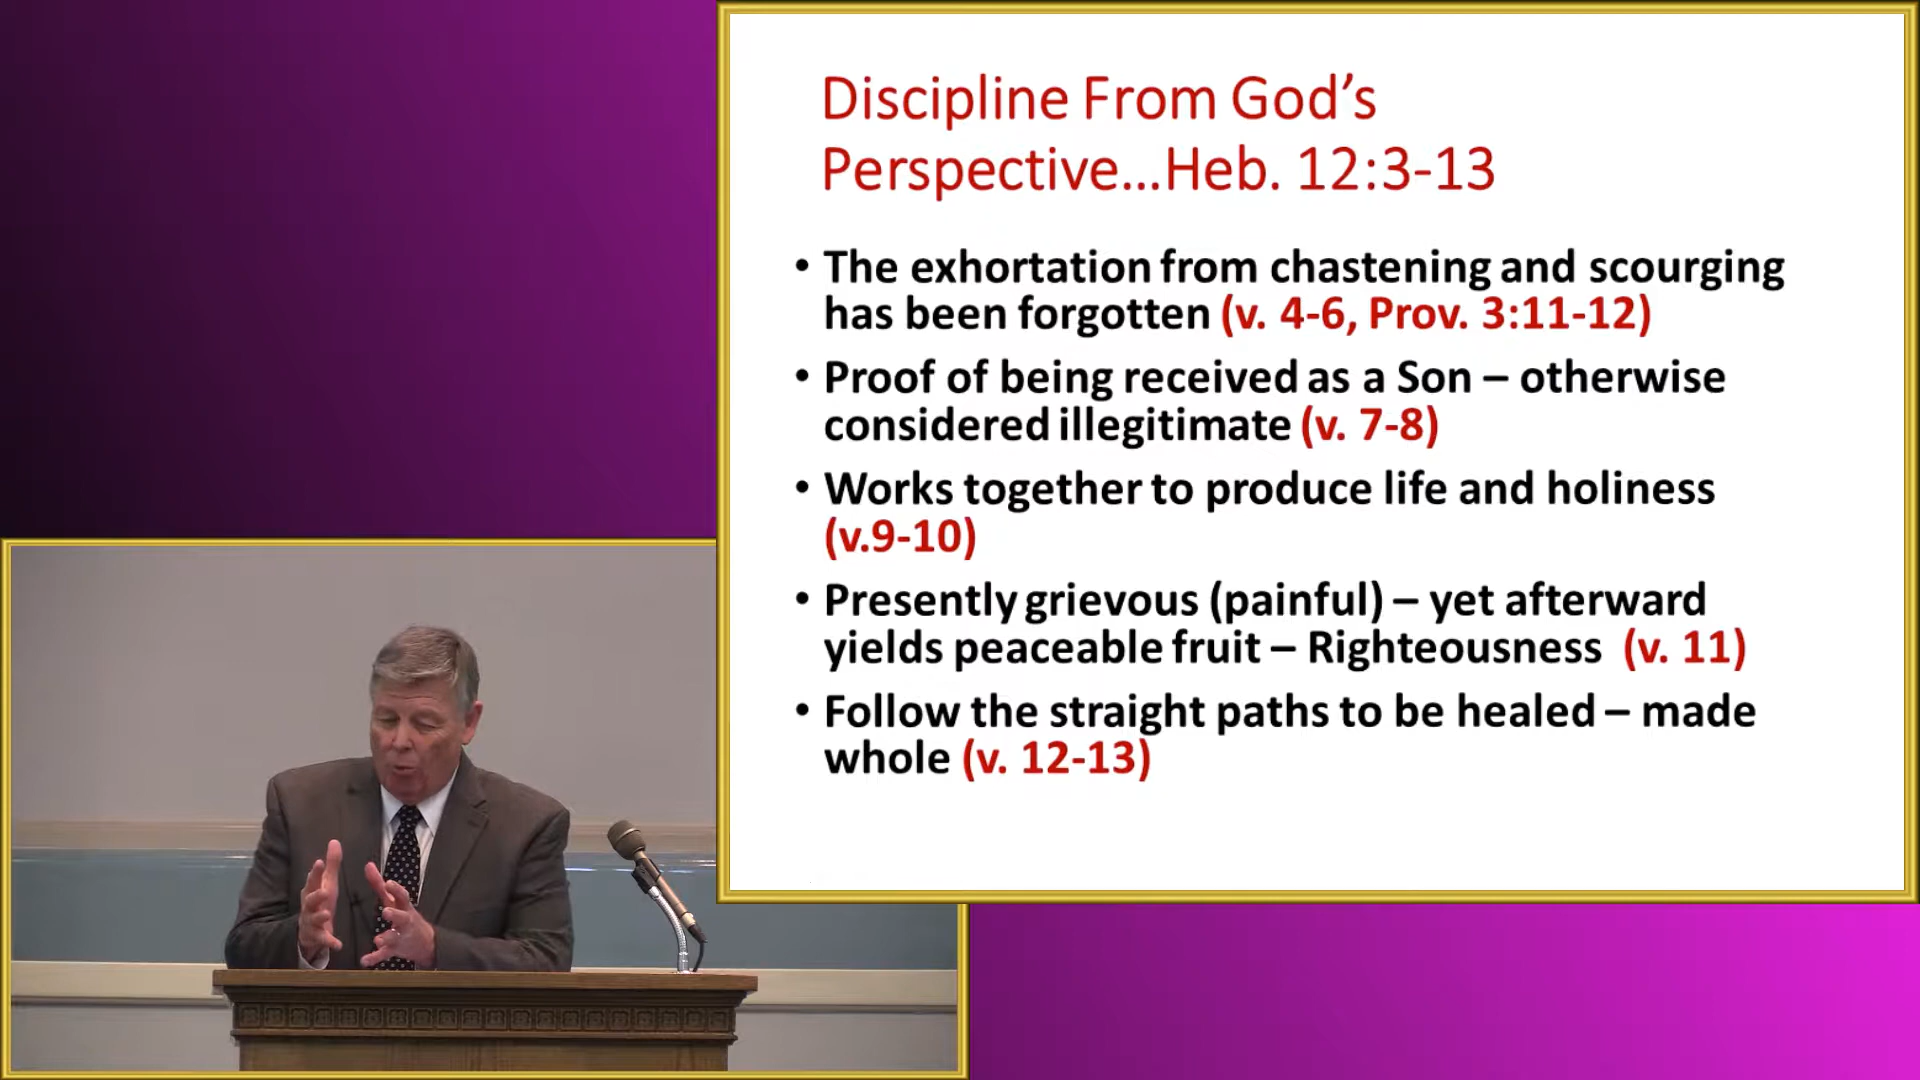 Discipline From God's
Perspective...Heb. 12:3-13
• The exhortation from chastening and scourging
has been forgotten (v. 4-6, Prov. 3:11-12)
• Proof of being received as a Son – otherwise
considered illegitimate (v. 7-8)
• Works together to produce life and holiness
(v.9-10)
• Presently grievous (painful) – yet afterward
yields peaceable fruit – Righteousness (v. 11)
• Follow the straight paths to be healed – made
whole (v. 12-13)